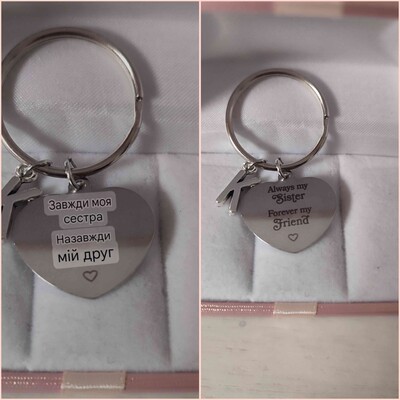 Завжди моя
сестра
Назавжди
мій друг
Always my
Sister
Forever my
Friend